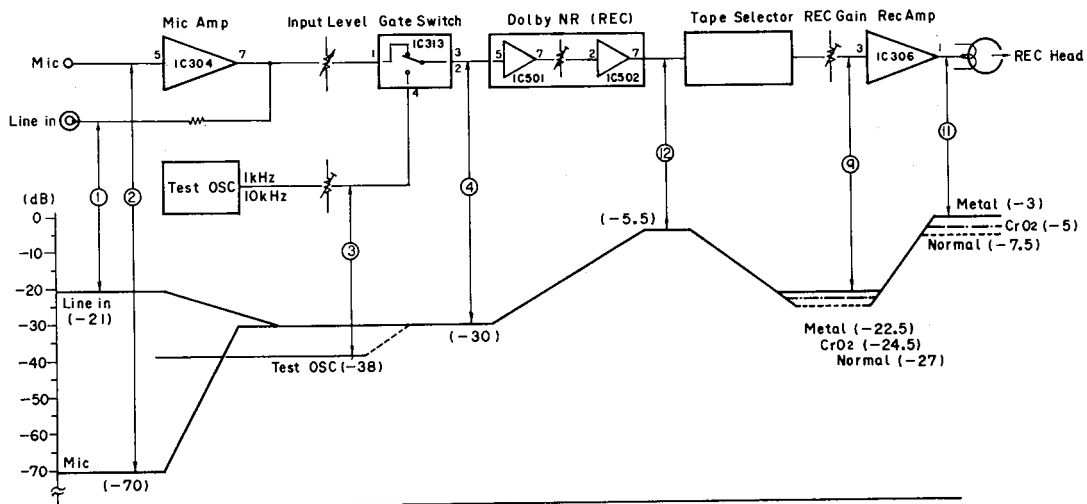 Mic Amp
Input Level
Gate Switch
Dolby NR (REC)
Tape Selector
REC Gain
Rec Amp
Mic
5
IC304
7
1
IC313
3
2
4
5
IC501
7
2
IC502
7
3
IC306
1
REC Head
Line in
Test OSC
1kHz
10kHz
1
2
3
4
12
9
11
(dB)
0
-10
-20
-30
-40
-50
-60
-70
Line in
(-21)
Mic
(-70)
Test OSC (-38)
(-30)
(-5.5)
Metal (-22.5)
CrO2 (-24.5)
Normal (-27)
Metal (-3)
CrO2 (-5)
Normal (-7.5)